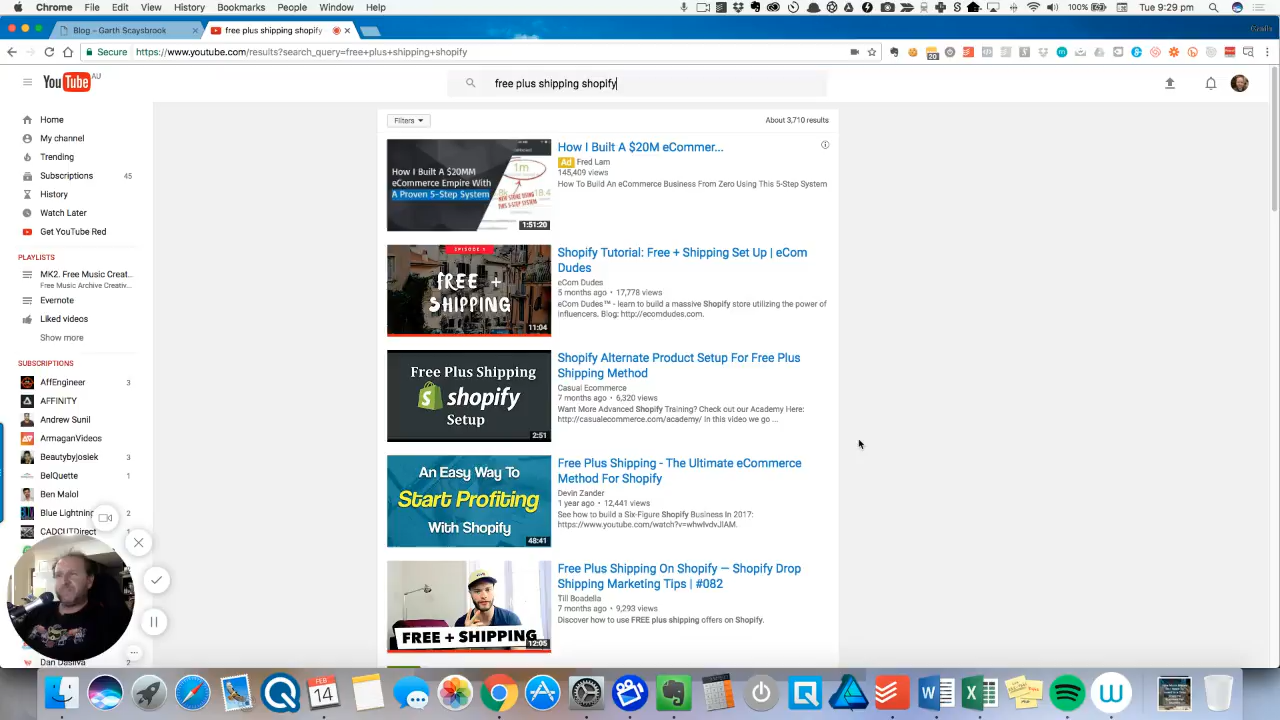 Chrome File Edit View History Bookmarks People Window Help 100% Tue 9:29 pm
Blog – Garth Scaysbrook free plus shipping shopify
Secure https://www.youtube.com/results?search_query=free+plus+shipping+shopify
YouTube AU free plus shipping shopify
Home
My channel
Trending
Subscriptions 45
History
Watch Later
Get YouTube Red
PLAYLISTS
MK2. Free Music Creat...
Free Music Archive Creativ...
Evernote
Liked videos
Show more
SUBSCRIPTIONS
AffEngineer 3
AFFINITY
Andrew Sunil
ArmaganVideos
Beautybyjosiek 3
BelQuette 1
Ben Malol
Blue Lightnin 2
CADCUTDirect
Dan Dasilva
Filters About 3,710 results
How I Built A $20MM
eCommerce Empire With
A Proven 5-Step System
1m
1:51:20
How I Built A $20M eCommer...
Ad Fred Lam
145,409 views
How To Build An eCommerce Business From Zero Using This 5-Step System
EPISODE
FREE +
SHIPPING
11:04
Shopify Tutorial: Free + Shipping Set Up | eCom
Dudes
eCom Dudes
5 months ago • 17,778 views
eCom Dudes™ - learn to build a massive Shopify store utilizing the power of
influencers. Blog: http://ecomdudes.com.
Free Plus Shipping
shopify
Setup
2:51
Shopify Alternate Product Setup For Free Plus
Shipping Method
Casual Ecommerce
7 months ago • 6,320 views
Want More Advanced Shopify Training? Check out our Academy Here:
http://casualecommerce.com/academy/ In this video we go ...
An Easy Way To
Start Profiting
With Shopify
48:41
Free Plus Shipping - The Ultimate eCommerce
Method For Shopify
Devin Zander
1 year ago • 12,441 views
See how to build a Six-Figure Shopify Business In 2017:
https://www.youtube.com/watch?v=whwIvdvJlAM.
FREE + SHIPPING
12:05
Free Plus Shipping On Shopify — Shopify Drop
Shipping Marketing Tips | #082
Till Boadella
7 months ago • 9,293 views
Discover how to use FREE plus shipping offers on Shopify.
FEB
14